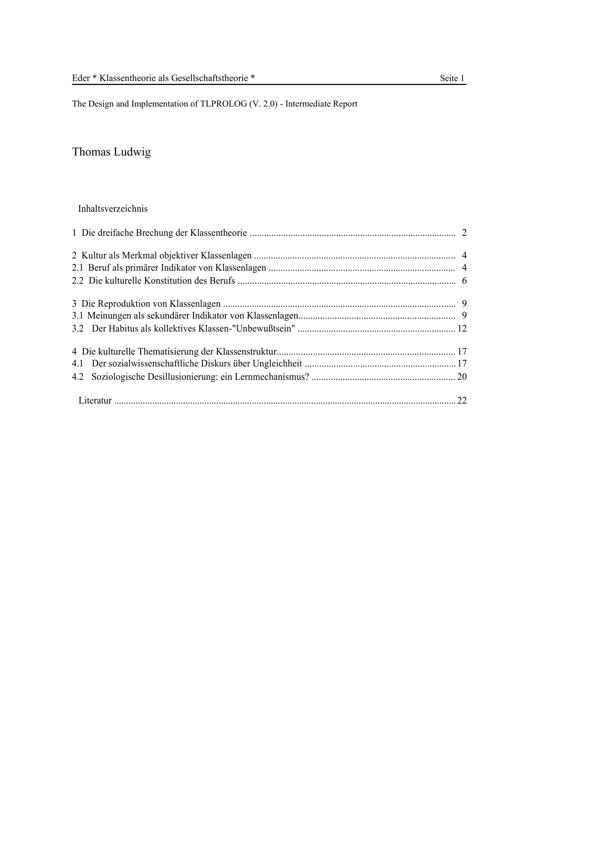 Eder * Klassentheorie als Gesellschaftstheorie * Seite 1
The Design and Implementation of TLPROLOG (V. 2.0) - Intermediate Report
Thomas Ludwig
Inhaltsverzeichnis
1 Die dreifache Brechung der Klassentheorie ..................................................................................... 2
2 Kultur als Merkmal objektiver Klassenlagen ................................................................................... 4
2.1 Beruf als primärer Indikator von Klassenlagen ............................................................................. 4
2.2 Die kulturelle Konstitution des Berufs .......................................................................................... 6
3 Die Reproduktion von Klassenlagen ................................................................................................ 9
3.1 Meinungen als sekundärer Indikator von Klassenlagen................................................................. 9
3.2 Der Habitus als kollektives Klassen-"Unbewußtsein" ................................................................. 12
4 Die kulturelle Thematisierung der Klassenstruktur.......................................................................... 17
4.1 Der sozialwissenschaftliche Diskurs über Ungleichheit .............................................................. 17
4.2 Soziologische Desillusionierung: ein Lernmechanismus? ........................................................... 20
Literatur ............................................................................................................................................. 22